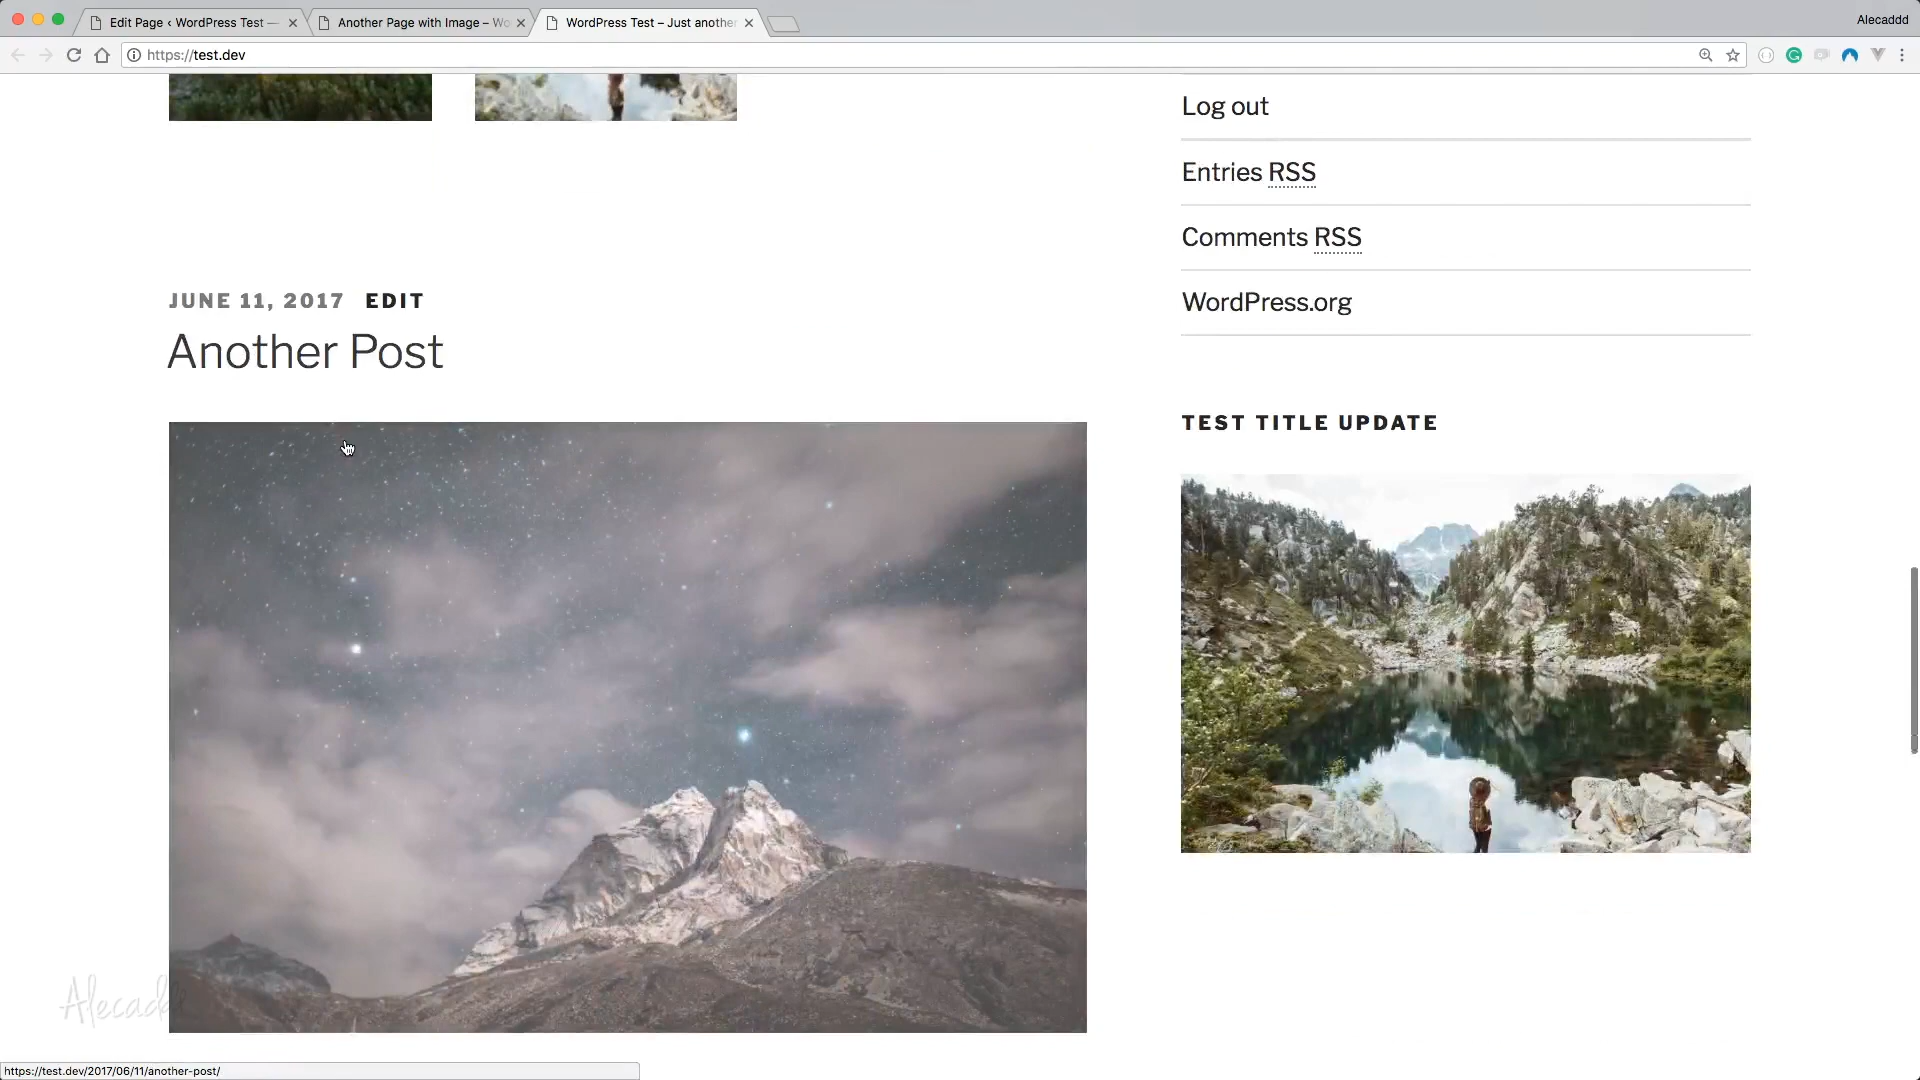 Edit Page ‹ WordPress Test —
Another Page with Image – Wo
WordPress Test – Just another
Alecaddd
https://test.dev
Log out
Entries RSS
Comments RSS
WordPress.org
JUNE 11, 2017 EDIT
Another Post
TEST TITLE UPDATE
Alecadd
https://test.dev/2017/06/11/another-post/